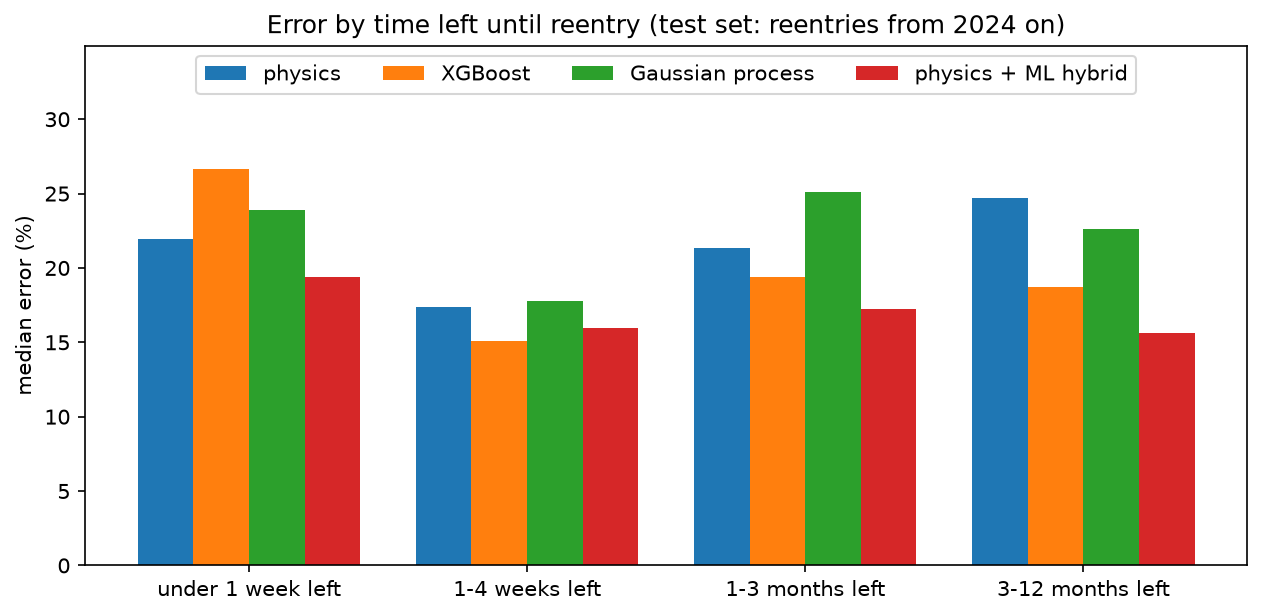 Error by time left until reentry (test set: reentries from 2024 on)
physics XGBoost Gaussian process physics + ML hybrid
median error (%)
30
25
20
15
10
5
0
under 1 week left 1-4 weeks left 1-3 months left 3-12 months left